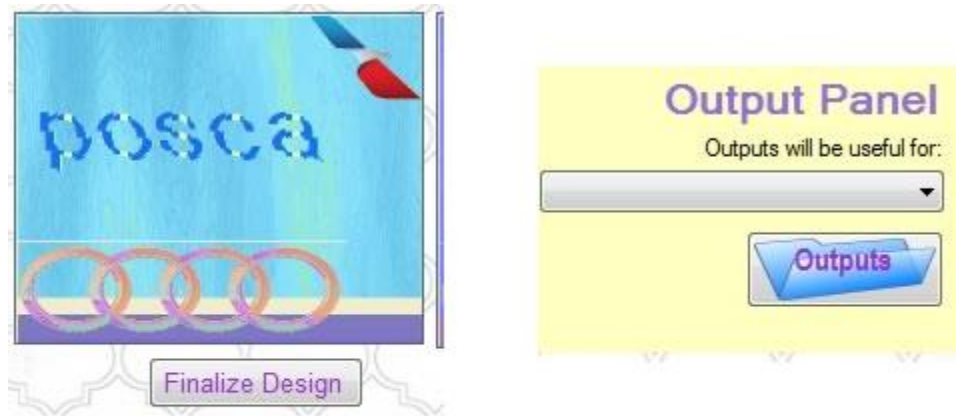 posca
Finalize Design
Output Panel
Outputs will be useful for:
Outputs